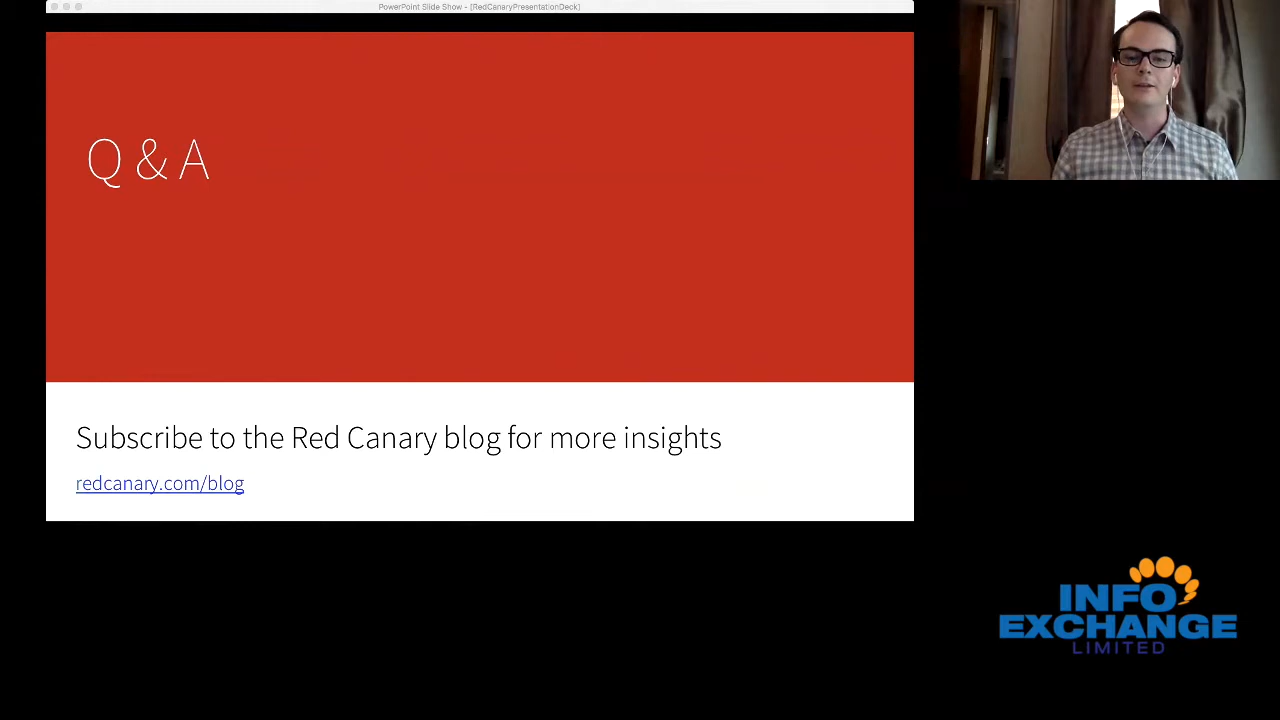 PowerPoint Slide Show - [RedCanaryPresentationDeck]
Q & A
Subscribe to the Red Canary blog for more insights
redcanary.com/blog
INFO
EXCHANGE
LIMITED